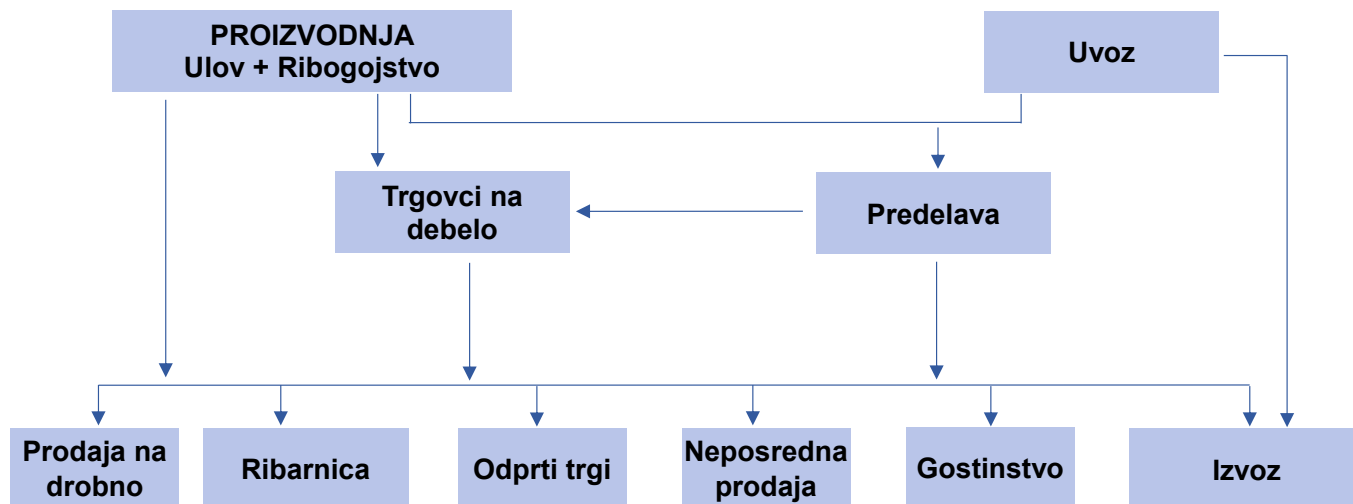 PROIZVODNJA
Ulov + Ribogojstvo
Uvoz
Trgovci na
debelo
Predelava
Prodaja na
drobno
Ribarnica
Odprti trgi
Neposredna
prodaja
Gostinstvo
Izvoz